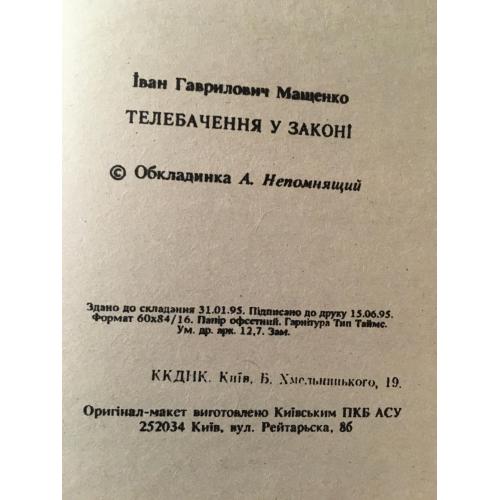 Іван Гаврилович Мащенко
ТЕЛЕБАЧЕННЯ У ЗАКОНІ
© Обкладинка А. Непомнящий
Здано до складання 31.01.95. Підписано до друку 15.06.95.
Формат 60х84/16. Папір офсетний. Гарнітура Тип Таймс.
Ум. др. арк. 12,7. Зам.
ККДНК. Київ, Б. Хмельницького, 19.
Оригінал-макет виготовлено Київським ПКБ АСУ
252034 Київ, вул. Рейтарьска, 8б